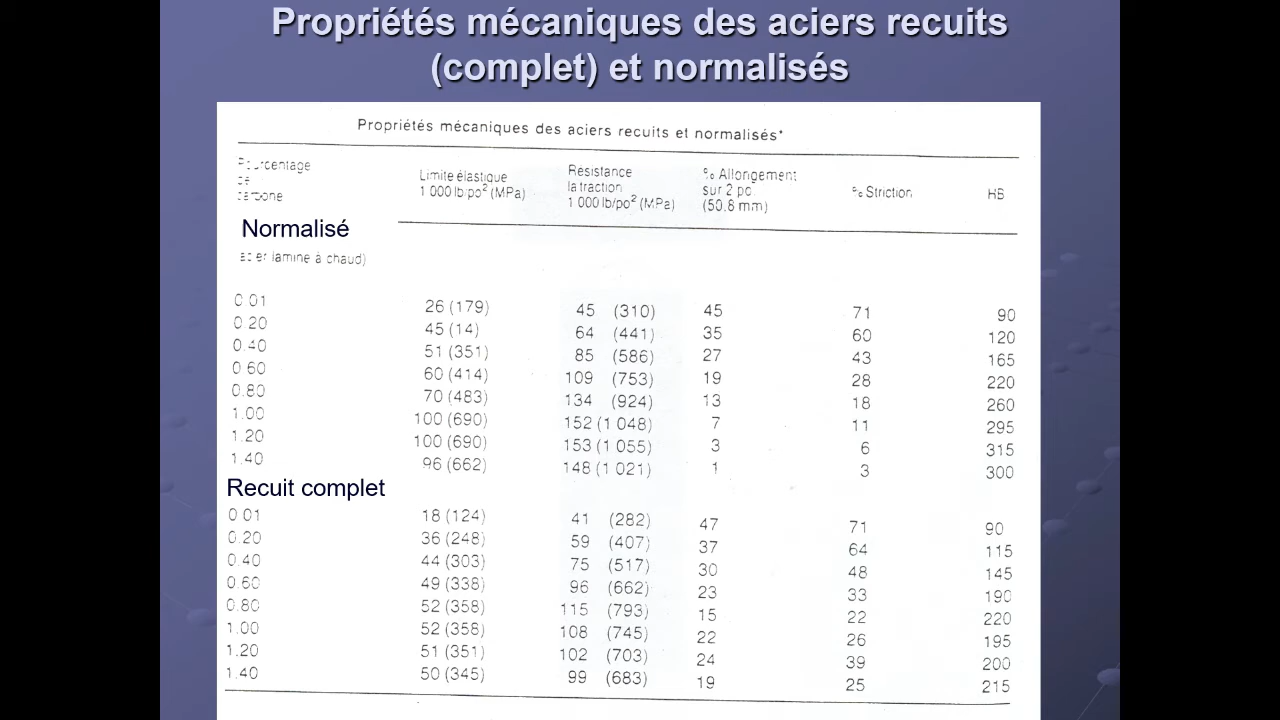 Propriétés mécaniques des aciers recuits
(complet) et normalisés
Propriétés mécaniques des aciers recuits et normalisés*
Pourcentage
de
carbone
Limite élastique
1 000 lb/po² (MPa)
Résistance
la traction
1 000 lb/po² (MPa)
% Allongement
sur 2 po
(50.8 mm)
% Striction
HB
Normalisé
acier laminé à chaud)
0.01 26 (179) 45 (310) 45 71 90
0.20 45 (14) 64 (441) 35 60 120
0.40 51 (351) 85 (586) 27 43 165
0.60 60 (414) 109 (753) 19 28 220
0.80 70 (483) 134 (924) 13 18 260
1.00 100 (690) 152 (1 048) 7 11 295
1.20 100 (690) 153 (1 055) 3 6 315
1.40 96 (662) 148 (1 021) 1 3 300
Recuit complet
0.01 18 (124) 41 (282) 47 71 90
0.20 36 (248) 59 (407) 37 64 115
0.40 44 (303) 75 (517) 30 48 145
0.60 49 (338) 96 (662) 23 33 190
0.80 52 (358) 115 (793) 15 22 220
1.00 52 (358) 108 (745) 22 26 195
1.20 51 (351) 102 (703) 24 39 200
1.40 50 (345) 99 (683) 19 25 215